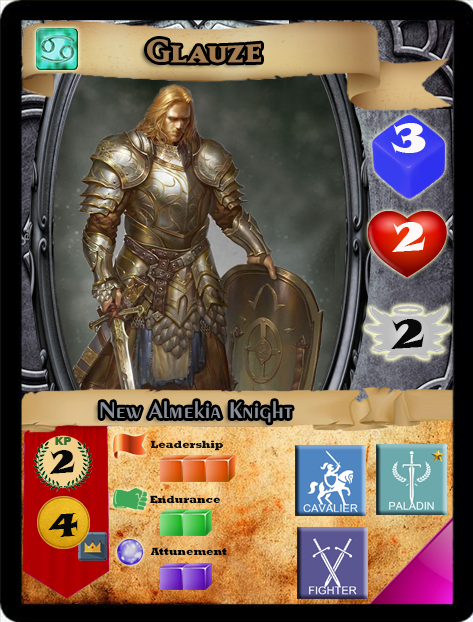 Glauze
3
2
2
New Almekia Knight
KP
2
4
Leadership
Endurance
Attunement
CAVALIER
PALADIN
FIGHTER